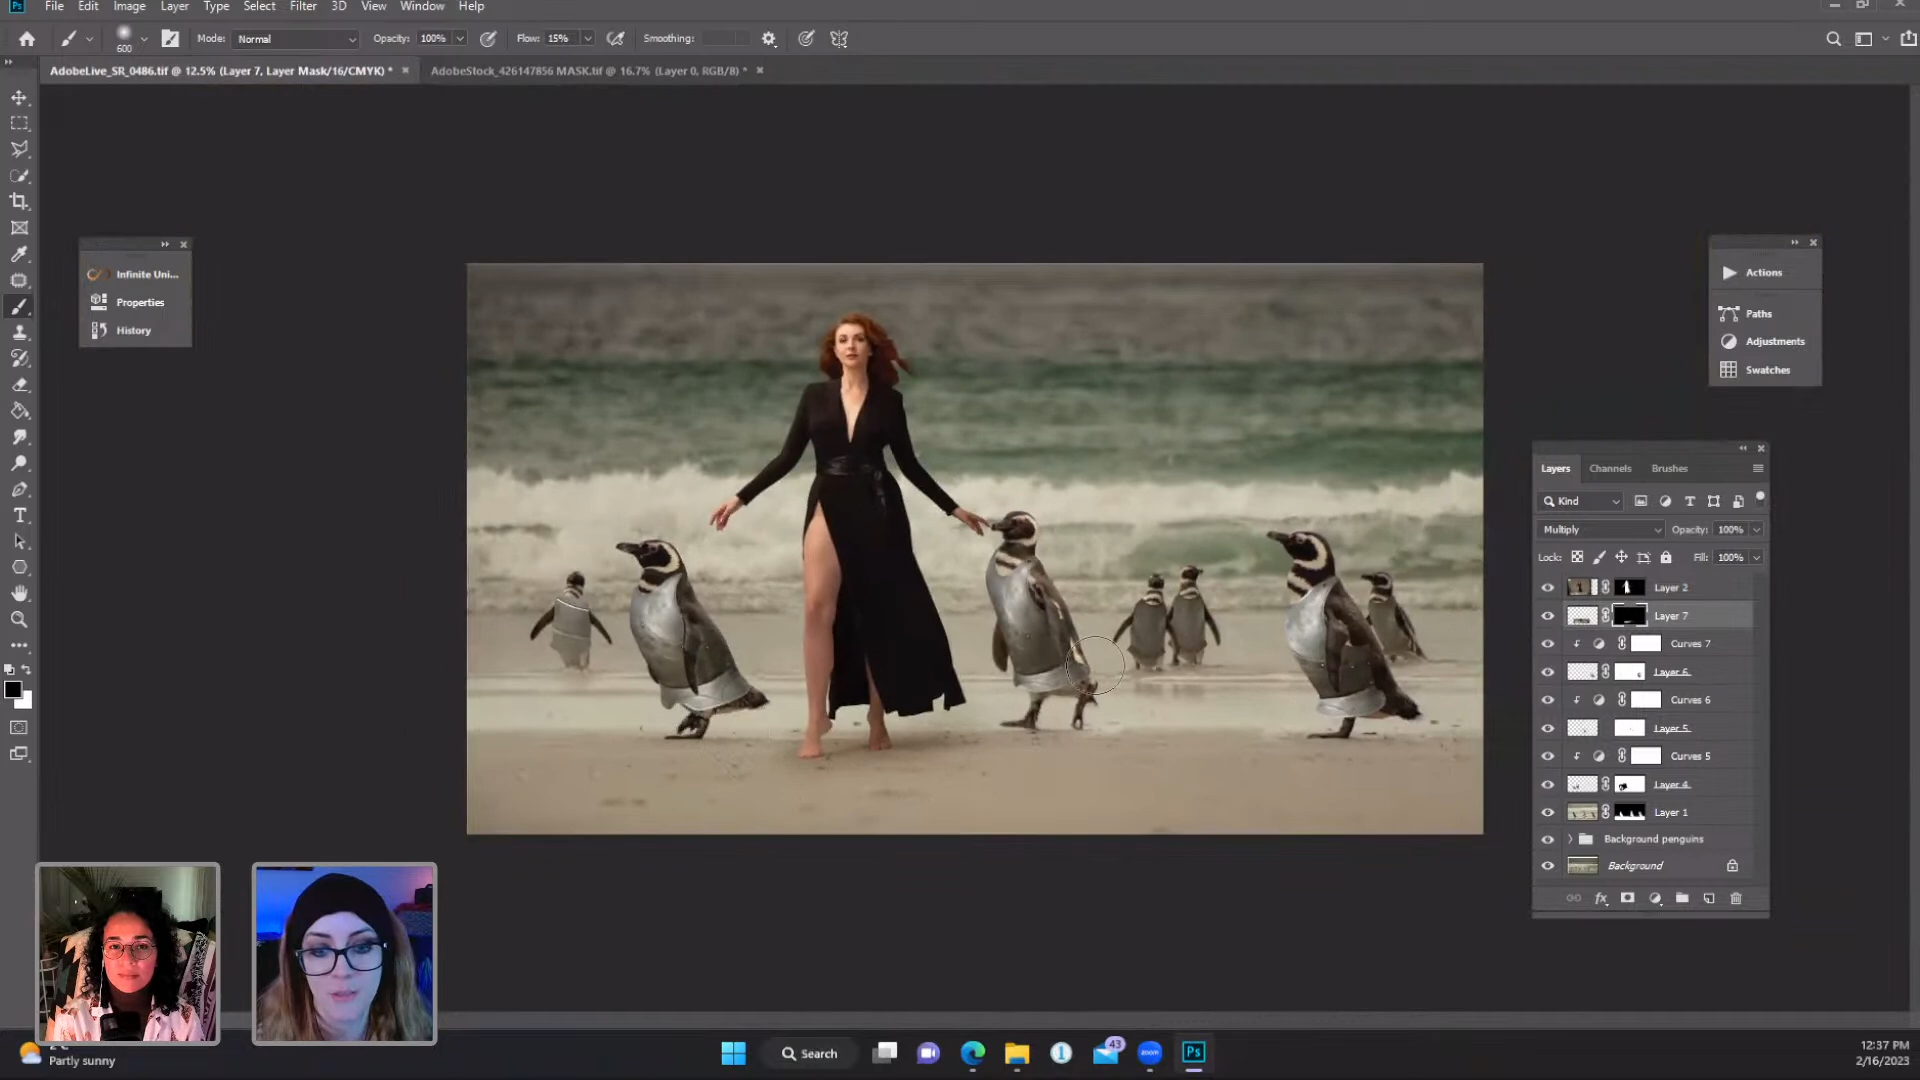 Ps File Edit Image Layer Type Select Filter 3D View Window Help
600 Mode: Normal Opacity: 100% Flow: 15% Smoothing:
AdobeLive_SR_0486.tif @ 12.5% (Layer 7, Layer Mask/16/CMYK) *
AdobeStock_426147856 MASK.tif @ 16.7% (Layer 0, RGB/8) *
Infinite Uni...
Properties
History
Actions
Paths
Adjustments
Swatches
Layers Channels Brushes
Kind
Multiply Opacity: 100%
Lock: Fill: 100%
Layer 2
Layer 7
Curves 7
Layer 6
Curves 6
Layer 5
Curves 5
Layer 4
Layer 1
Background penguins
Background
fx
Partly sunny
Search
43
zoom
Ps
12:37 PM
2/16/2023